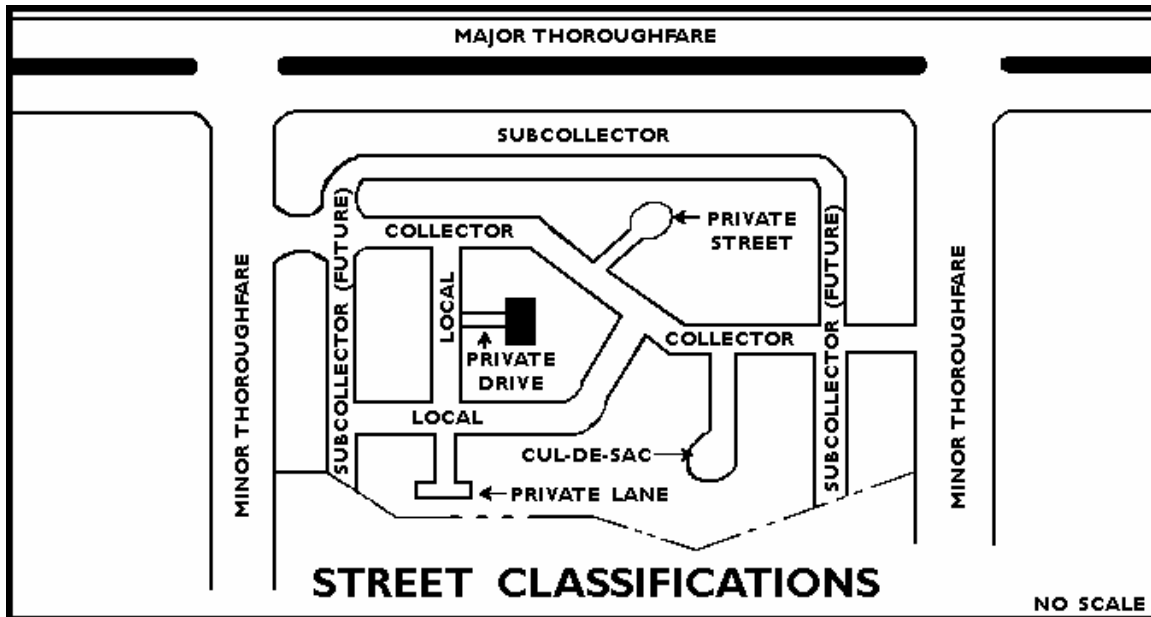 MAJOR THOROUGHFARE
SUBCOLLECTOR
PRIVATE
STREET
COLLECTOR
SUBCOLLECTOR (FUTURE)
LOCAL
SUBCOLLECTOR (FUTURE)
MINOR THOROUGHFARE
MINOR THOROUGHFARE
COLLECTOR
PRIVATE
DRIVE
LOCAL
CUL-DE-SAC
PRIVATE LANE
STREET CLASSIFICATIONS
NO SCALE